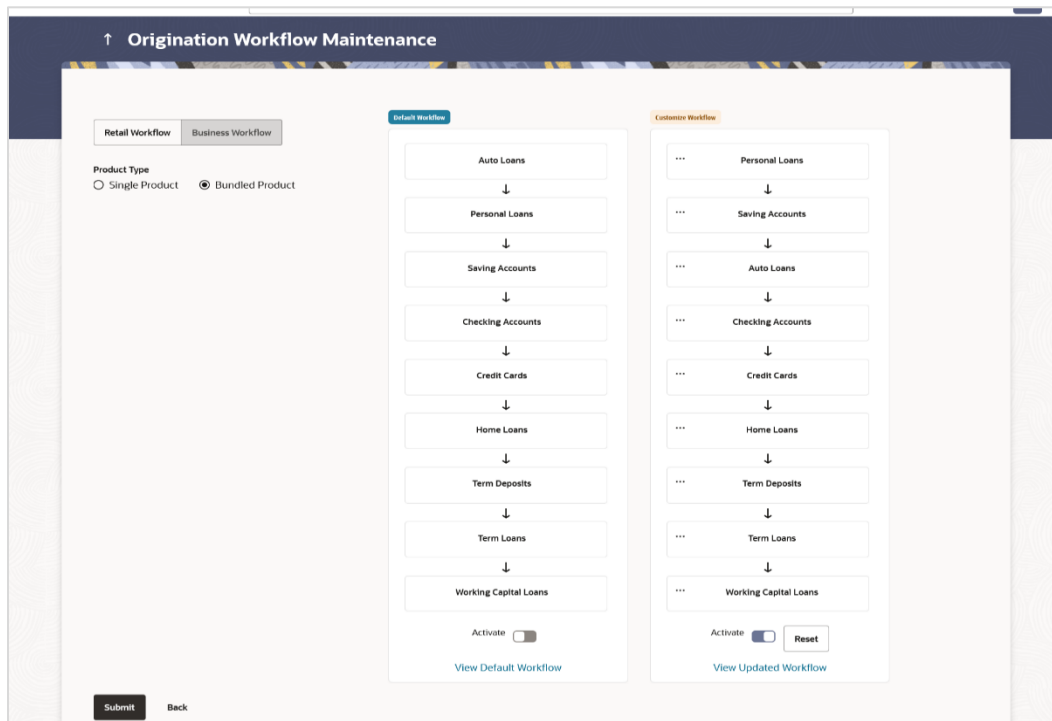 Origination Workflow Maintenance
Retail Workflow
Business Workflow
Product Type
Single Product
Bundled Product
Default Workflow
Auto Loans
Personal Loans
Saving Accounts
Checking Accounts
Credit Cards
Home Loans
Term Deposits
Term Loans
Working Capital Loans
Activate
View Default Workflow
Customize Workflow
Personal Loans
Saving Accounts
Auto Loans
Checking Accounts
Credit Cards
Home Loans
Term Deposits
Term Loans
Working Capital Loans
Activate
Reset
View Updated Workflow
Submit
Back